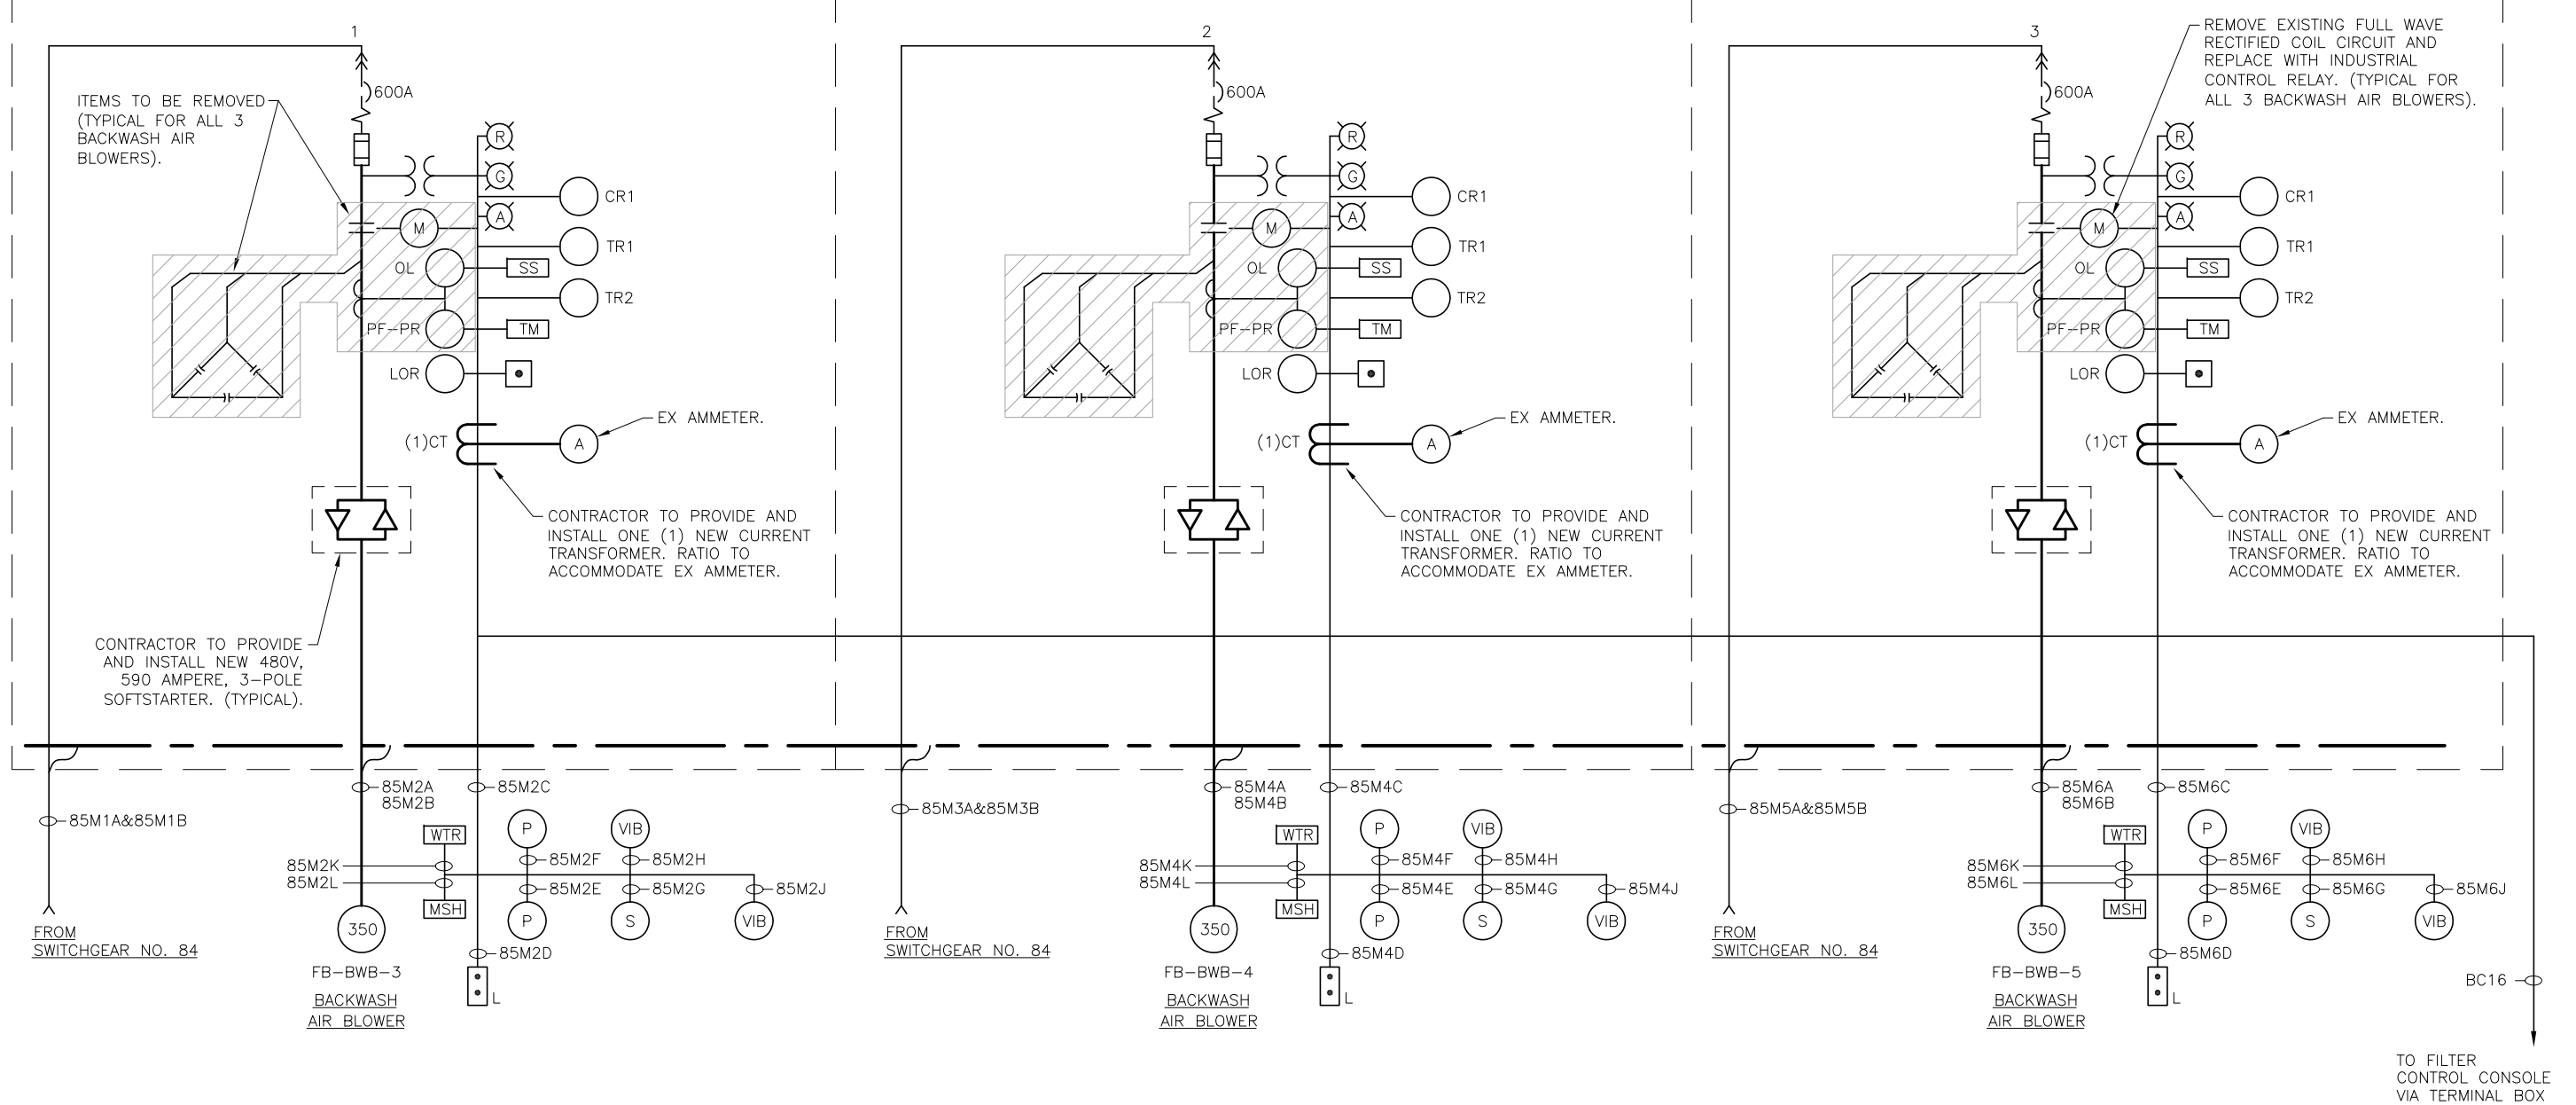 1
2
3
REMOVE EXISTING FULL WAVE
RECTIFIED COIL CIRCUIT AND
REPLACE WITH INDUSTRIAL
CONTROL RELAY. (TYPICAL FOR
ALL 3 BACKWASH AIR BLOWERS).
ITEMS TO BE REMOVED
(TYPICAL FOR ALL 3
BACKWASH AIR
BLOWERS).
600A
R
G
CR1
A
M
TR1
OL
SS
TR2
PF-PR
TM
LOR
EX AMMETER.
(1)CT
A
CONTRACTOR TO PROVIDE AND
INSTALL ONE (1) NEW CURRENT
TRANSFORMER. RATIO TO
ACCOMMODATE EX AMMETER.
CONTRACTOR TO PROVIDE
AND INSTALL NEW 480V,
590 AMPERE, 3-POLE
SOFTSTARTER. (TYPICAL).
600A
R
G
CR1
A
M
TR1
OL
SS
TR2
PF-PR
TM
LOR
EX AMMETER.
(1)CT
A
CONTRACTOR TO PROVIDE AND
INSTALL ONE (1) NEW CURRENT
TRANSFORMER. RATIO TO
ACCOMMODATE EX AMMETER.
600A
R
G
CR1
A
M
TR1
OL
SS
TR2
PF-PR
TM
LOR
EX AMMETER.
(1)CT
A
CONTRACTOR TO PROVIDE AND
INSTALL ONE (1) NEW CURRENT
TRANSFORMER. RATIO TO
ACCOMMODATE EX AMMETER.
85M2A
85M2B
85M2C
85M1A&85M1B
WTR
P
VIB
85M2K
85M2F
85M2H
85M2L
85M2E
85M2G
85M2J
MSH
P
S
VIB
350
FROM
SWITCHGEAR NO. 84
85M2D
FB-BWB-3
L
BACKWASH
AIR BLOWER
85M4A
85M4B
85M4C
85M3A&85M3B
WTR
P
VIB
85M4K
85M4F
85M4H
85M4L
85M4E
85M4G
85M4J
MSH
P
S
VIB
350
FROM
SWITCHGEAR NO. 84
85M4D
FB-BWB-4
L
BACKWASH
AIR BLOWER
85M6A
85M6B
85M6C
85M5A&85M5B
WTR
P
VIB
85M6K
85M6F
85M6H
85M6L
85M6E
85M6G
85M6J
MSH
P
S
VIB
350
FROM
SWITCHGEAR NO. 84
85M6D
FB-BWB-5
L
BACKWASH
AIR BLOWER
BC16
TO FILTER
CONTROL CONSOLE
VIA TERMINAL BOX